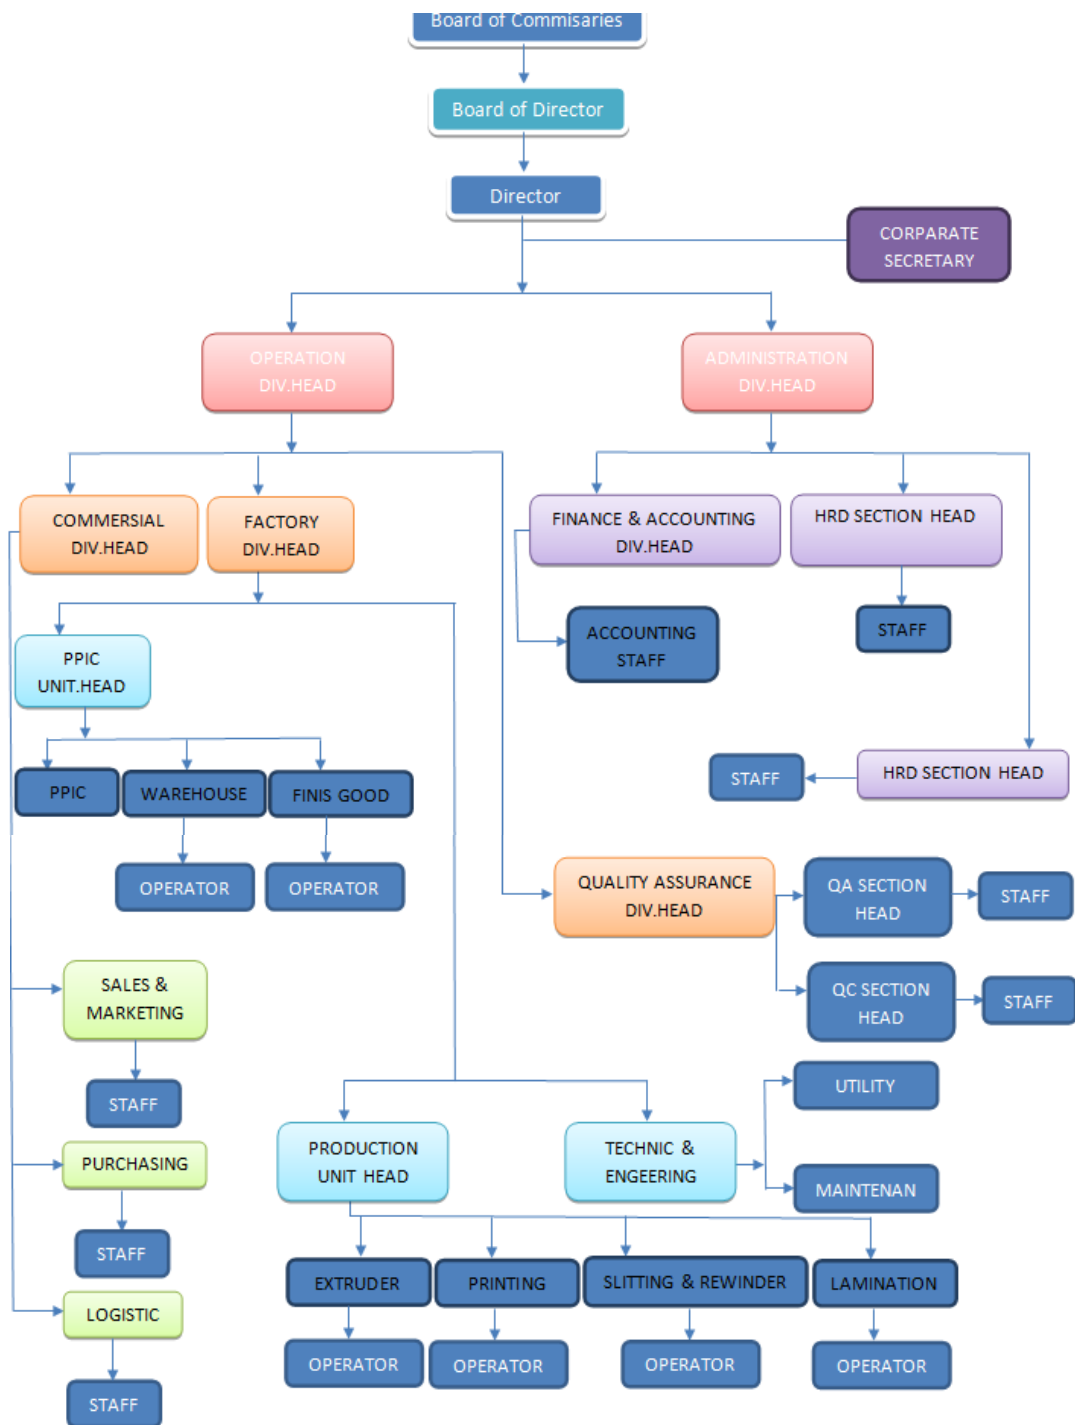 Board of Commisaries
Board of Director
Director
CORPARATE
SECRETARY
OPERATION
DIV.HEAD
ADMINISTRATION
DIV.HEAD
COMMERSIAL
DIV.HEAD
FACTORY
DIV.HEAD
FINANCE & ACCOUNTING
DIV.HEAD
HRD SECTION HEAD
ACCOUNTING
STAFF
STAFF
PPIC
UNIT.HEAD
PPIC
WAREHOUSE
FINIS GOOD
STAFF
HRD SECTION HEAD
OPERATOR
OPERATOR
QUALITY ASSURANCE
DIV.HEAD
QA SECTION
HEAD
STAFF
SALES &
MARKETING
QC SECTION
HEAD
STAFF
STAFF
UTILITY
PURCHASING
PRODUCTION
UNIT HEAD
TECHNIC &
ENGEERING
MAINTENAN
STAFF
EXTRUDER
PRINTING
SLITTING & REWINDER
LAMINATION
LOGISTIC
OPERATOR
OPERATOR
OPERATOR
OPERATOR
STAFF